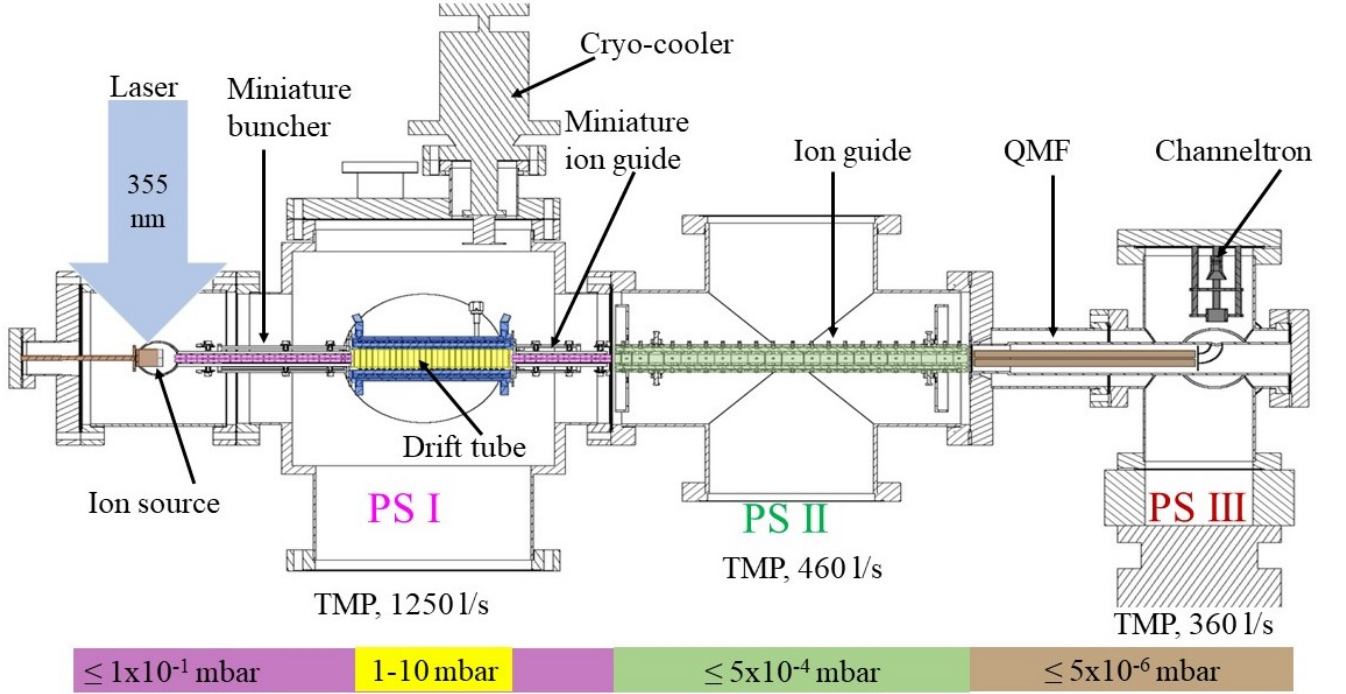 Cryo-cooler
Laser
Miniature
buncher
Miniature
ion guide
Ion guide
QMF
Channeltron
355
nm
Drift tube
Ion source
PS I
PS II
PS III
TMP, 1250 l/s
TMP, 460 l/s
TMP, 360 l/s
≤ 1x10⁻¹ mbar
1-10 mbar
≤ 5x10⁻⁴ mbar
≤ 5x10⁻⁶ mbar